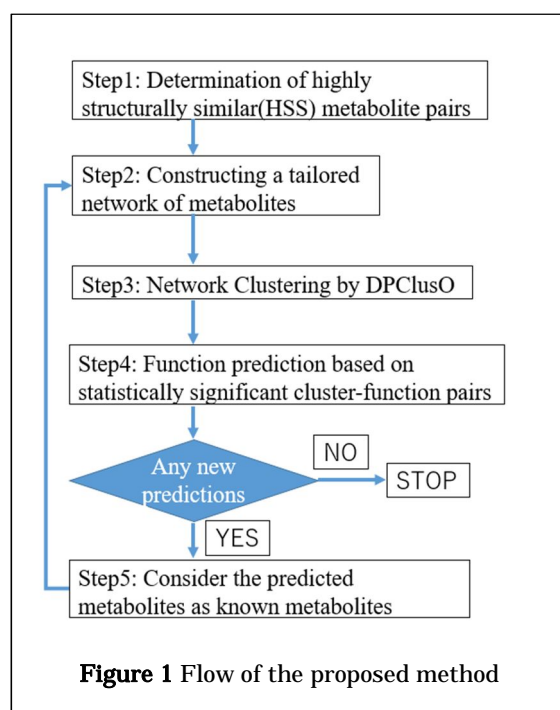 Step1: Determination of highly
structurally similar(HSS) metabolite pairs
Step2: Constructing a tailored
network of metabolites
Step3: Network Clustering by DPClusO
Step4: Function prediction based on
statistically significant cluster-function pairs
Any new
predictions
NO
STOP
YES
Step5: Consider the predicted
metabolites as known metabolites
Figure 1 Flow of the proposed method